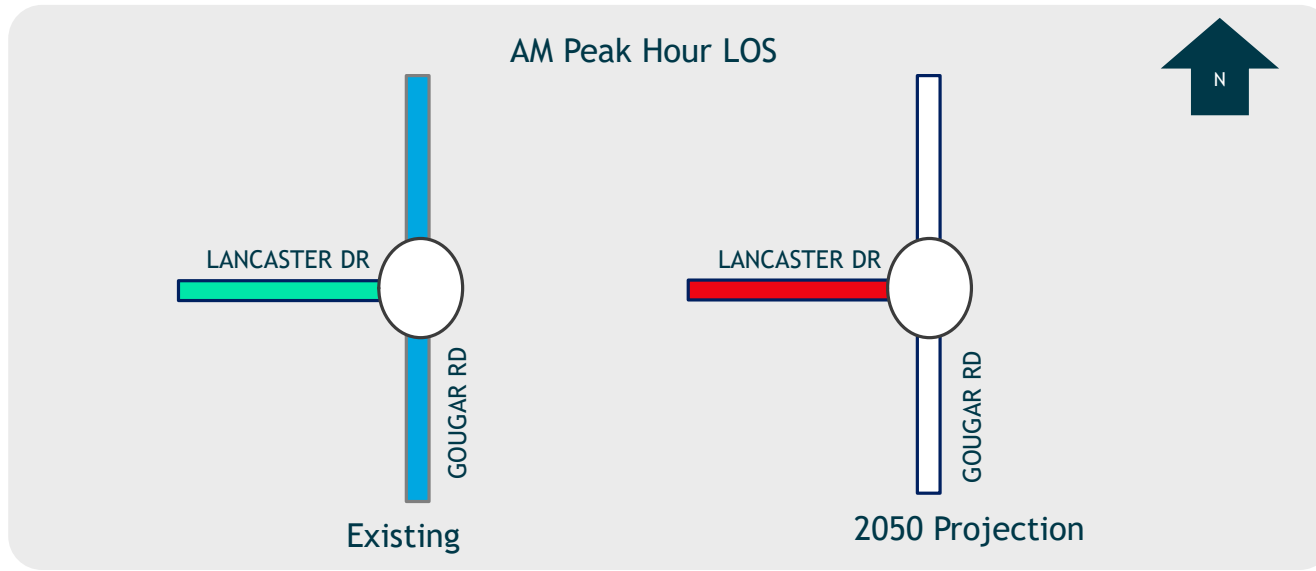 AM Peak Hour LOS
N
LANCASTER DR
GOUGAR RD
Existing
LANCASTER DR
GOUGAR RD
2050 Projection